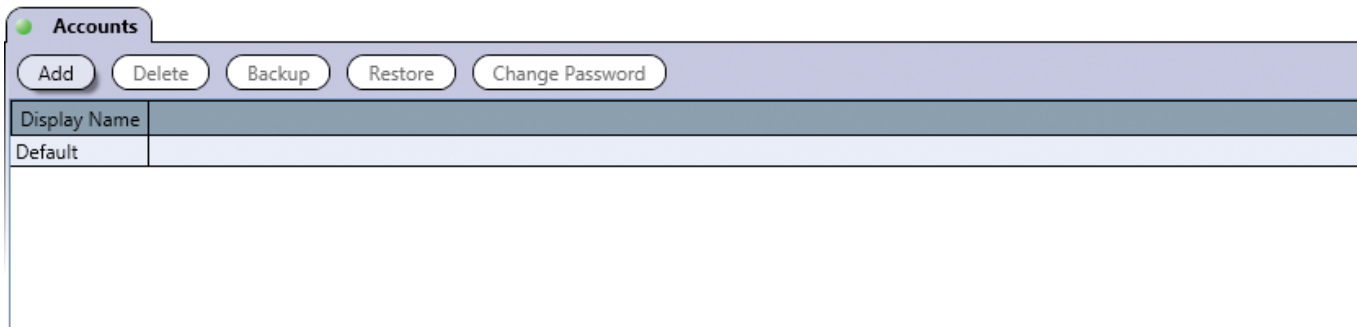 Accounts
Add Delete Backup Restore Change Password
Display Name
Default